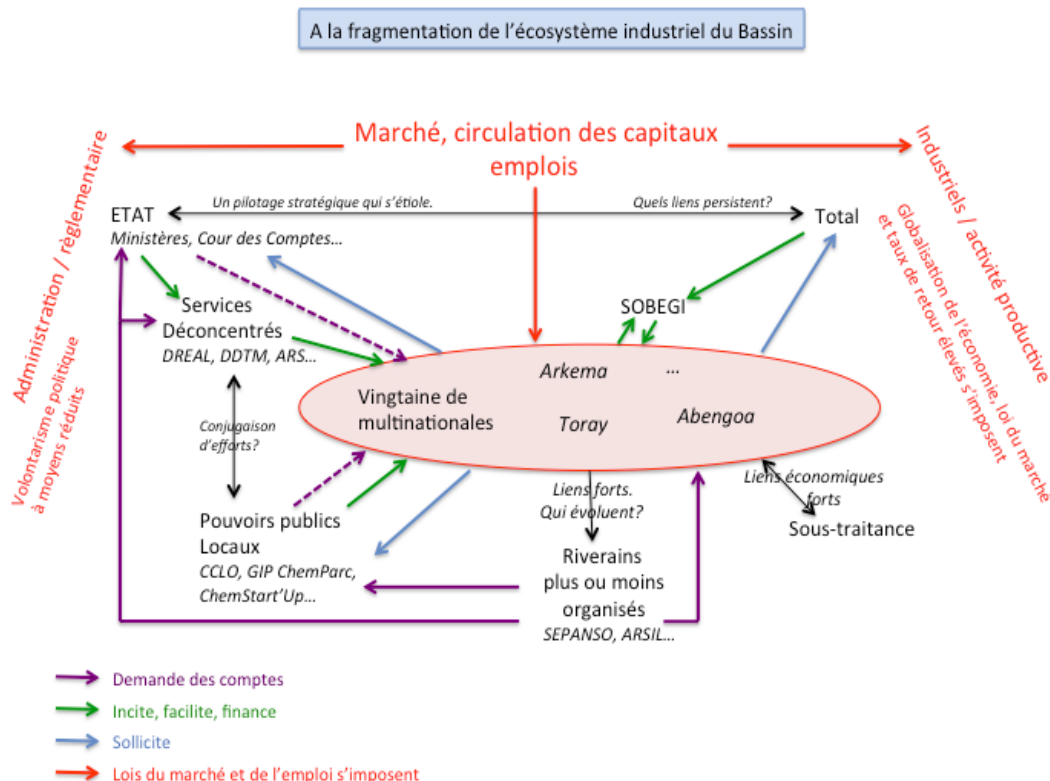 A la fragmentation de l'écosystème industriel du Bassin
Marché, circulation des capitaux
emplois
Administration / règlementaire
Volontarisme politique
à moyens réduits
Industriels / activité productive
Globalisation de l'économie, loi du marché
et taux de retour élevés s'imposent
ETAT
Un pilotage stratégique qui s'étiole.
Quels liens persistent?
Total
Ministères, Cour des Comptes…
Services
Déconcentrés
DREAL, DDTM, ARS…
SOBEGI
Arkema
…
Vingtaine de
multinationales
Toray
Abengoa
Conjugaison
d'efforts?
Liens forts.
Qui évoluent?
Liens économiques
forts
Sous-traitance
Pouvoirs publics
Locaux
CCLO, GIP ChemParc,
ChemStart'Up…
Riverains
plus ou moins
organisés
SEPANSO, ARSIL…
Demande des comptes
Incite, facilite, finance
Sollicite
Lois du marché et de l'emploi s'imposent